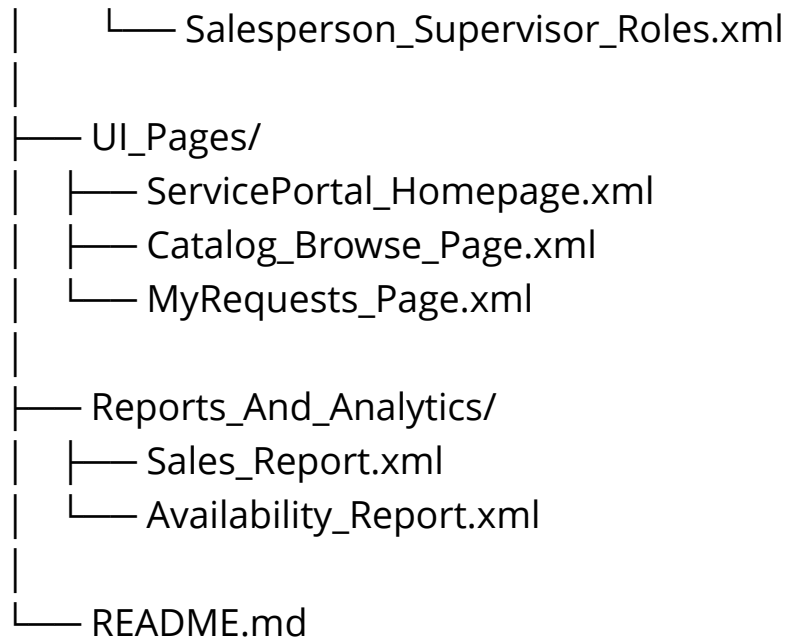 │       └── Salesperson_Supervisor_Roles.xml
│
├── UI_Pages/
│   ├── ServicePortal_Homepage.xml
│   ├── Catalog_Browse_Page.xml
│   └── MyRequests_Page.xml
│
├── Reports_And_Analytics/
│   ├── Sales_Report.xml
│   └── Availability_Report.xml
│
└── README.md